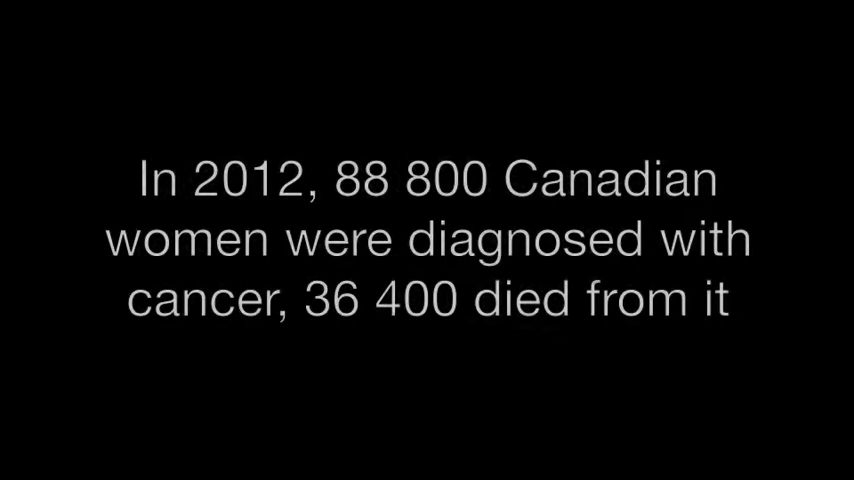 In 2012, 88 800 Canadian
women were diagnosed with
cancer, 36 400 died from it